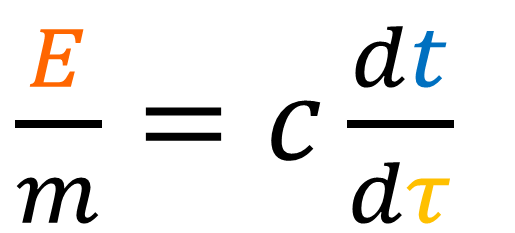 E/m = c dt/dτ